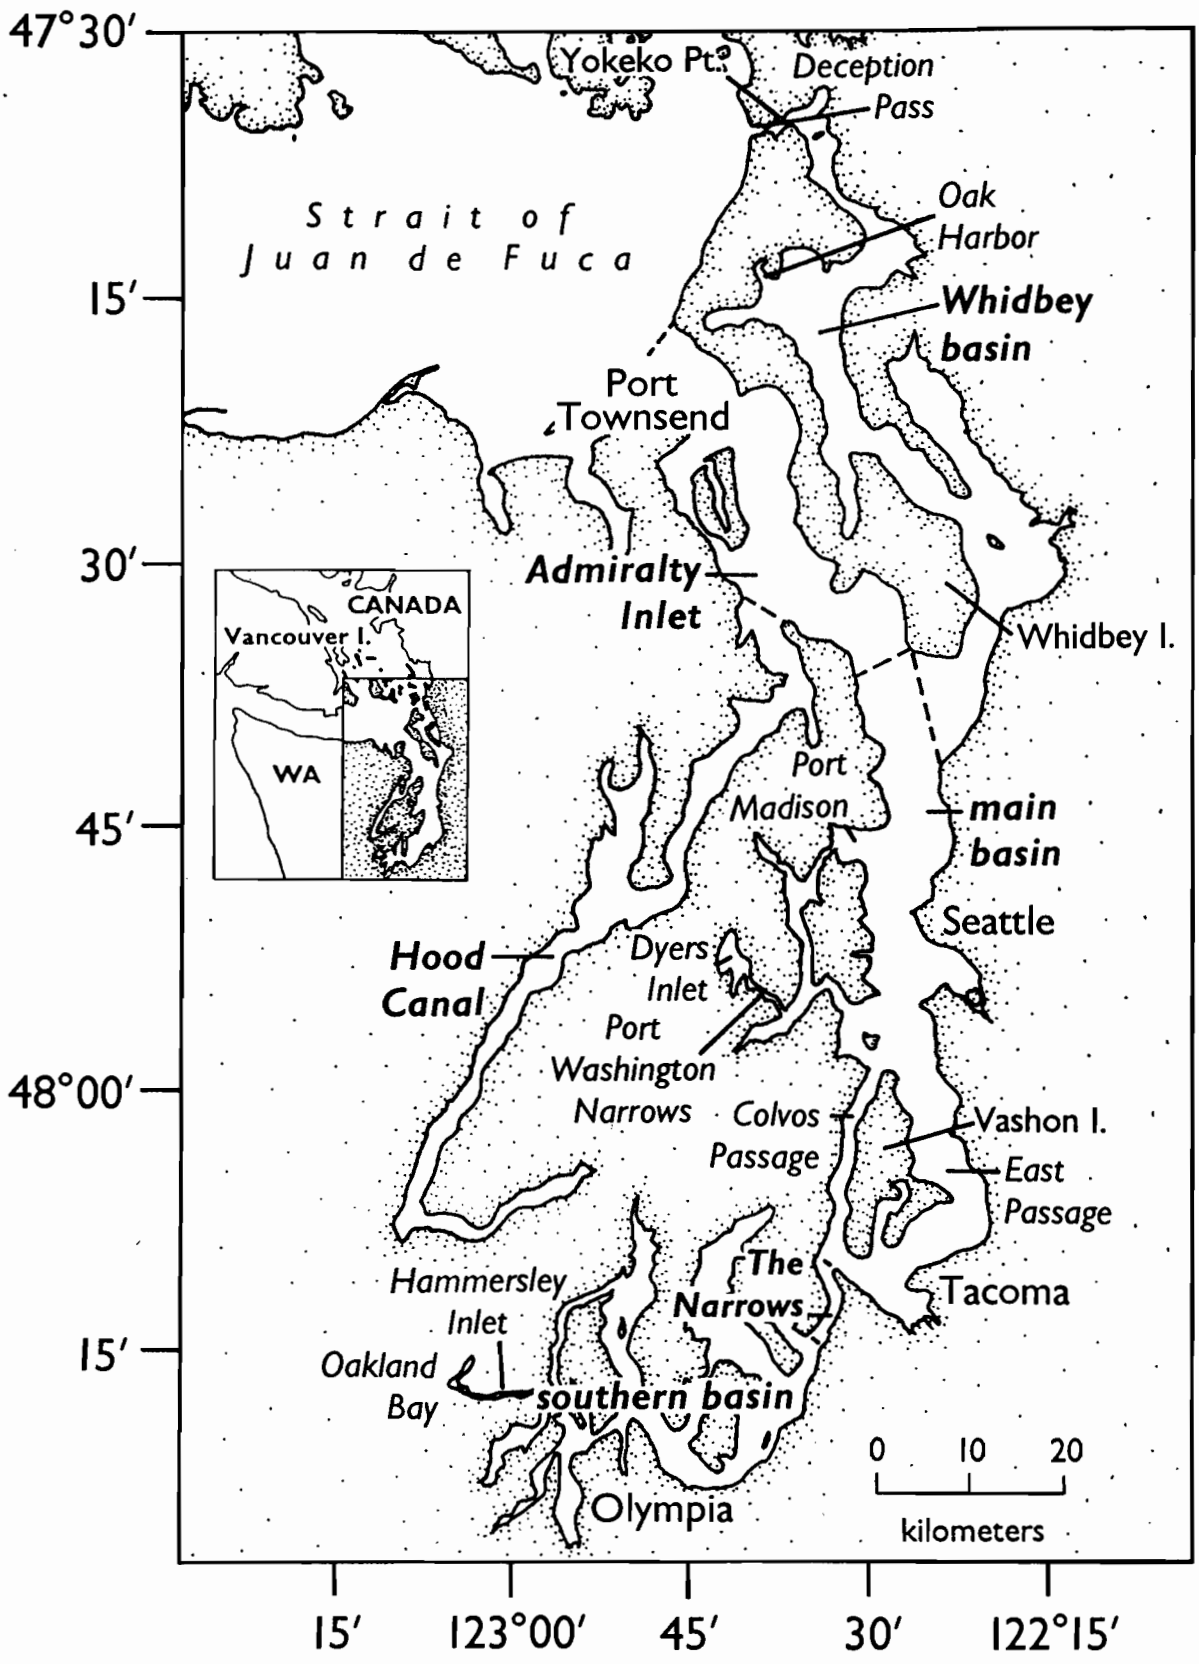 47°30′
Yokeko Pt.
Deception
Pass
Strait of
Juan de Fuca
Oak
Harbor
15′
Whidbey
basin
Port
Townsend
30′
Admiralty
Inlet
CANADA
Vancouver I.
WA
Whidbey I.
Port
Madison
45′
main
basin
Seattle
Hood
Canal
Dyers
Inlet
Port
Washington
Narrows
48°00′
Colvos
Passage
Vashon I.
East
Passage
The
Narrows
Tacoma
Hammersley
Inlet
15′
Oakland
Bay
southern basin
Olympia
0 10 20
kilometers
15′ 123°00′ 45′ 30′ 122°15′